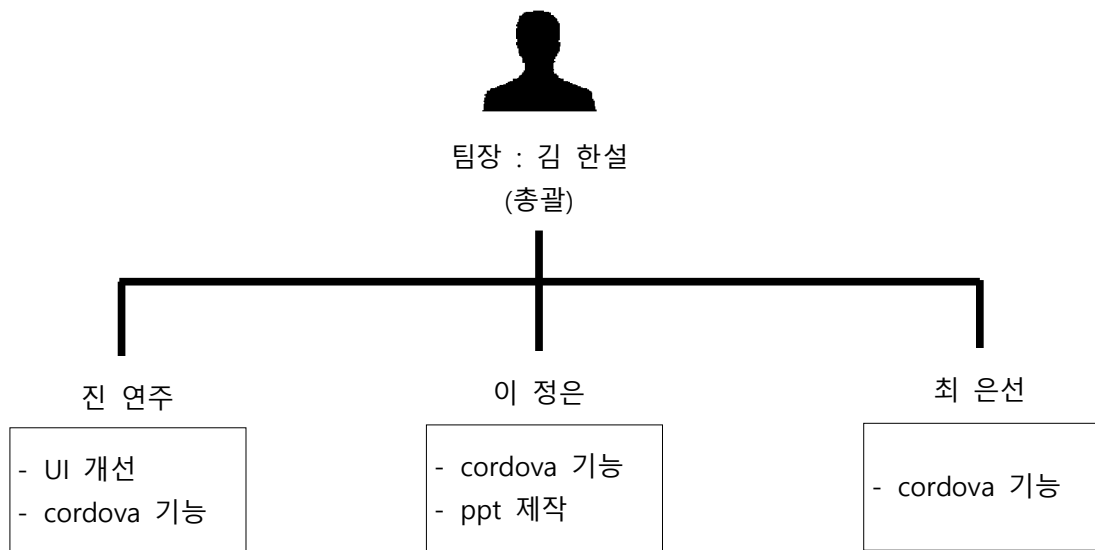 팀장 : 김 한설
(총괄)
진 연주
이 정은
최 은선
- UI 개선
- cordova 기능
- cordova 기능
- ppt 제작
- cordova 기능